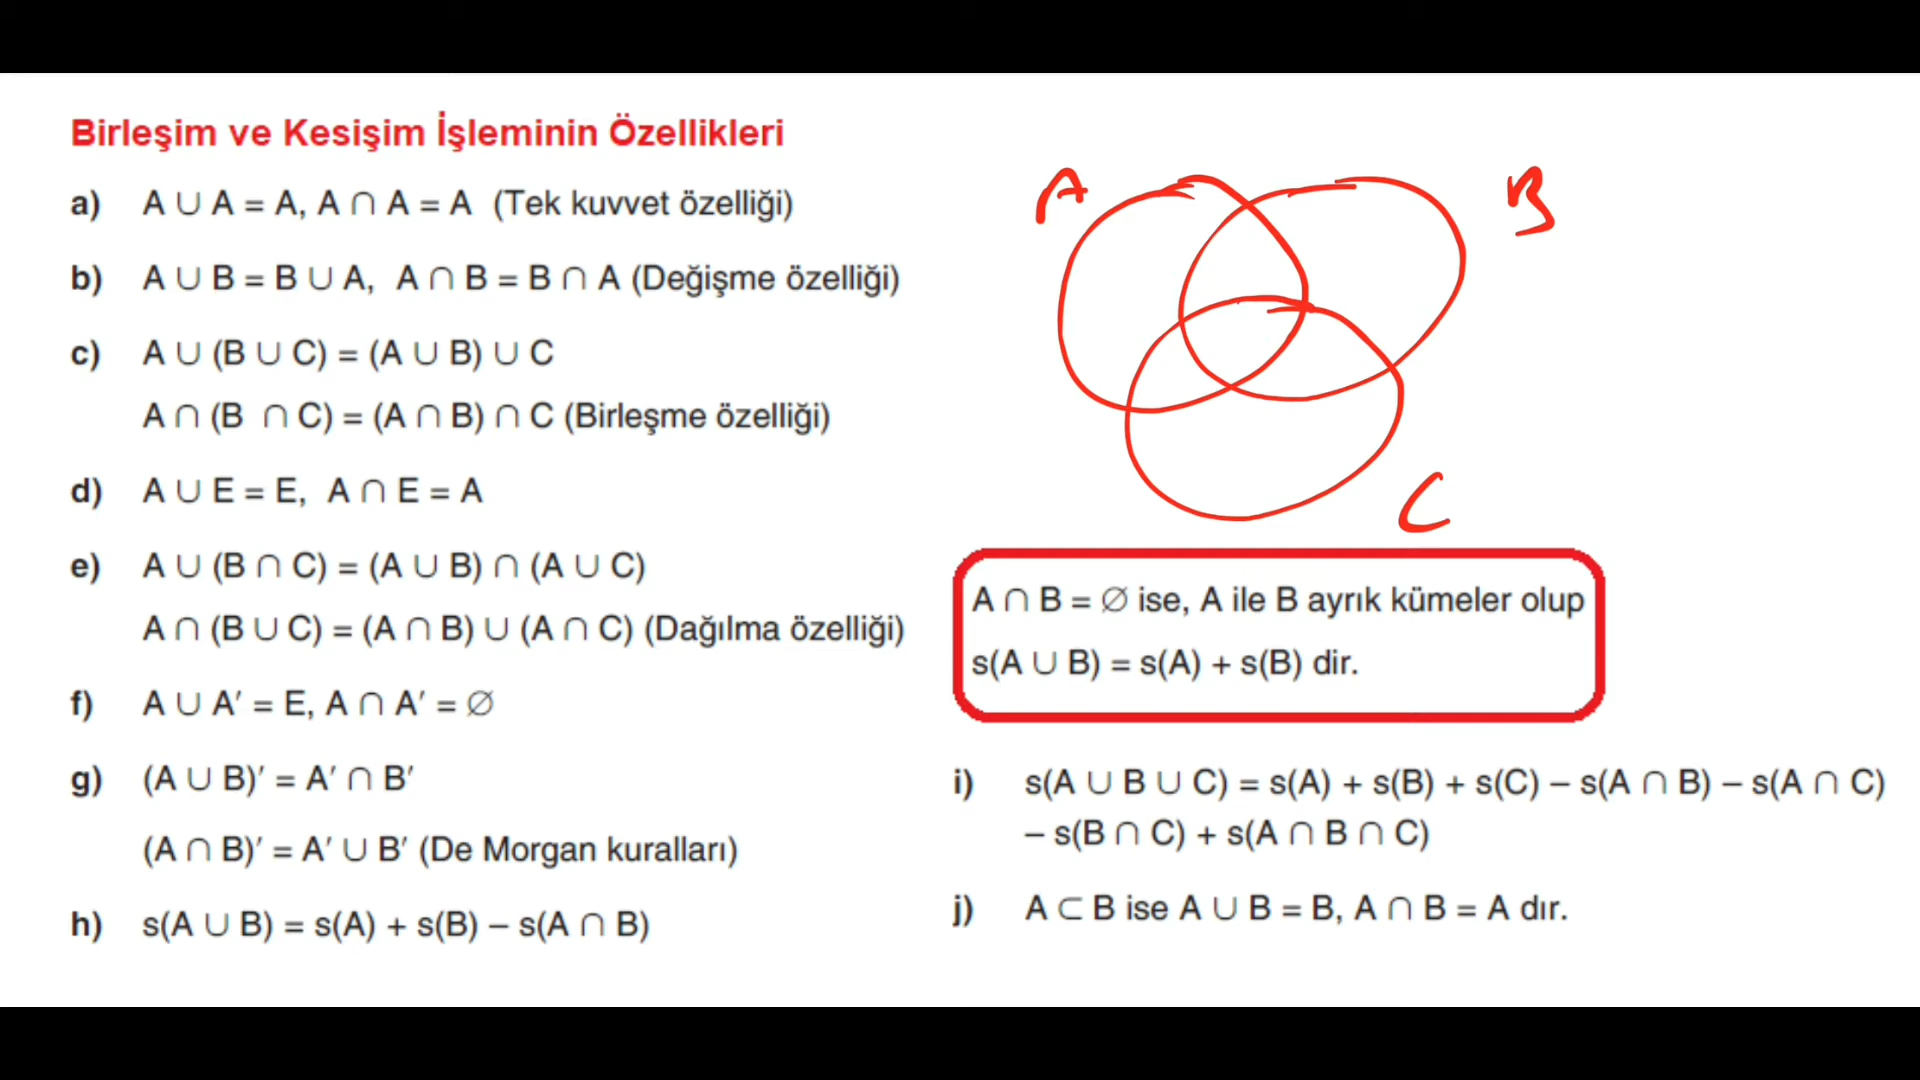 Birleşim ve Kesişim İşleminin Özellikleri
a) A ∪ A = A, A ∩ A = A (Tek kuvvet özelliği)
b) A ∪ B = B ∪ A, A ∩ B = B ∩ A (Değişme özelliği)
c) A ∪ (B ∪ C) = (A ∪ B) ∪ C
A ∩ (B ∩ C) = (A ∩ B) ∩ C (Birleşme özelliği)
d) A ∪ E = E, A ∩ E = A
e) A ∪ (B ∩ C) = (A ∪ B) ∩ (A ∪ C)
A ∩ (B ∪ C) = (A ∩ B) ∪ (A ∩ C) (Dağılma özelliği)
f) A ∪ A′ = E, A ∩ A′ = ∅
g) (A ∪ B)′ = A′ ∩ B′
(A ∩ B)′ = A′ ∪ B′ (De Morgan kuralları)
h) s(A ∪ B) = s(A) + s(B) – s(A ∩ B)
A
B
C
A ∩ B = ∅ ise, A ile B ayrık kümeler olup
s(A ∪ B) = s(A) + s(B) dir.
i) s(A ∪ B ∪ C) = s(A) + s(B) + s(C) – s(A ∩ B) – s(A ∩ C)
– s(B ∩ C) + s(A ∩ B ∩ C)
j) A ⊂ B ise A ∪ B = B, A ∩ B = A dır.